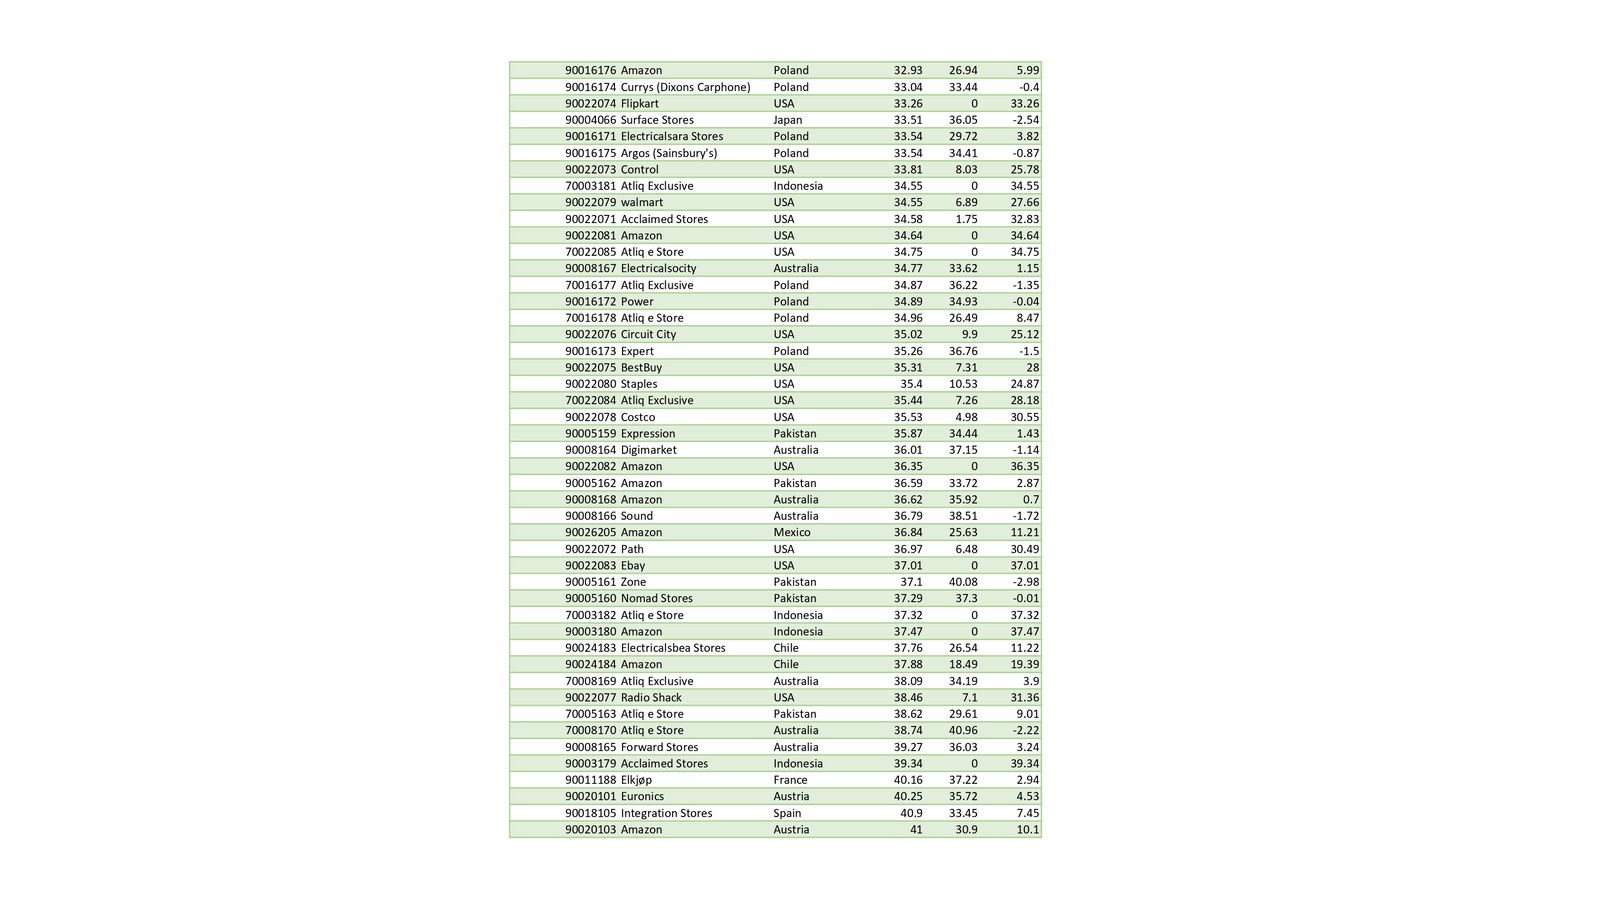 90016176 Amazon Poland 32.93 26.94 5.99
90016174 Currys (Dixons Carphone) Poland 33.04 33.44 -0.4
90022074 Flipkart USA 33.26 0 33.26
90004066 Surface Stores Japan 33.51 36.05 -2.54
90016171 Electricalsara Stores Poland 33.54 29.72 3.82
90016175 Argos (Sainsbury's) Poland 33.54 34.41 -0.87
90022073 Control USA 33.81 8.03 25.78
70003181 Atliq Exclusive Indonesia 34.55 0 34.55
90022079 walmart USA 34.55 6.89 27.66
90022071 Acclaimed Stores USA 34.58 1.75 32.83
90022081 Amazon USA 34.64 0 34.64
70022085 Atliq e Store USA 34.75 0 34.75
90008167 Electricalsocity Australia 34.77 33.62 1.15
70016177 Atliq Exclusive Poland 34.87 36.22 -1.35
90016172 Power Poland 34.89 34.93 -0.04
70016178 Atliq e Store Poland 34.96 26.49 8.47
90022076 Circuit City USA 35.02 9.9 25.12
90016173 Expert Poland 35.26 36.76 -1.5
90022075 BestBuy USA 35.31 7.31 28
90022080 Staples USA 35.4 10.53 24.87
70022084 Atliq Exclusive USA 35.44 7.26 28.18
90022078 Costco USA 35.53 4.98 30.55
90005159 Expression Pakistan 35.87 34.44 1.43
90008164 Digimarket Australia 36.01 37.15 -1.14
90022082 Amazon USA 36.35 0 36.35
90005162 Amazon Pakistan 36.59 33.72 2.87
90008168 Amazon Australia 36.62 35.92 0.7
90008166 Sound Australia 36.79 38.51 -1.72
90026205 Amazon Mexico 36.84 25.63 11.21
90022072 Path USA 36.97 6.48 30.49
90022083 Ebay USA 37.01 0 37.01
90005161 Zone Pakistan 37.1 40.08 -2.98
90005160 Nomad Stores Pakistan 37.29 37.3 -0.01
70003182 Atliq e Store Indonesia 37.32 0 37.32
90003180 Amazon Indonesia 37.47 0 37.47
90024183 Electricalsbea Stores Chile 37.76 26.54 11.22
90024184 Amazon Chile 37.88 18.49 19.39
70008169 Atliq Exclusive Australia 38.09 34.19 3.9
90022077 Radio Shack USA 38.46 7.1 31.36
70005163 Atliq e Store Pakistan 38.62 29.61 9.01
70008170 Atliq e Store Australia 38.74 40.96 -2.22
90008165 Forward Stores Australia 39.27 36.03 3.24
90003179 Acclaimed Stores Indonesia 39.34 0 39.34
90011188 Elkjøp France 40.16 37.22 2.94
90020101 Euronics Austria 40.25 35.72 4.53
90018105 Integration Stores Spain 40.9 33.45 7.45
90020103 Amazon Austria 41 30.9 10.1